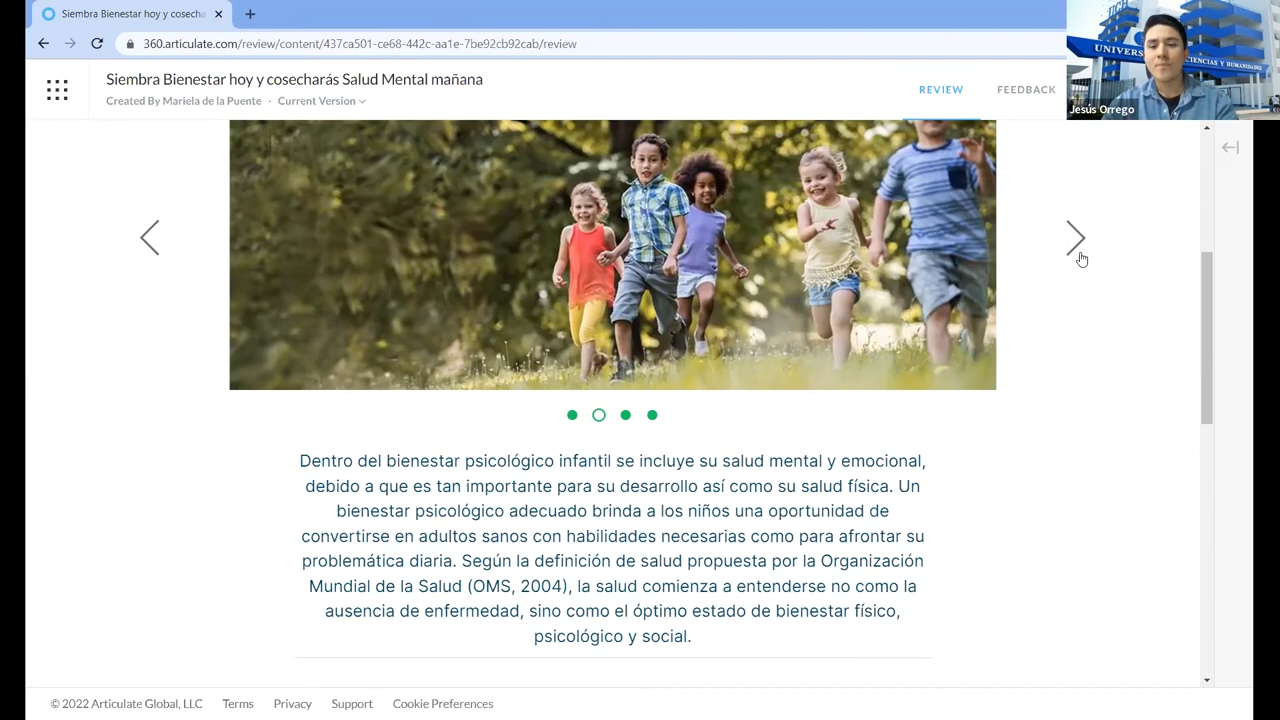 Siembra Bienestar hoy y cosecha
360.articulate.com/review/content/437ca501-ce68-442c-aa1e-7be92cb92cab/review
Siembra Bienestar hoy y cosecharás Salud Mental mañana
Created By Mariela de la Puente · Current Version
REVIEW
FEEDBACK
UCH
UNIVERS
CIENCIAS Y HUMANIDADES
Jesús Orrego
Dentro del bienestar psicológico infantil se incluye su salud mental y emocional,
debido a que es tan importante para su desarrollo así como su salud física. Un
bienestar psicológico adecuado brinda a los niños una oportunidad de
convertirse en adultos sanos con habilidades necesarias como para afrontar su
problemática diaria. Según la definición de salud propuesta por la Organización
Mundial de la Salud (OMS, 2004), la salud comienza a entenderse no como la
ausencia de enfermedad, sino como el óptimo estado de bienestar físico,
psicológico y social.
© 2022 Articulate Global, LLC Terms Privacy Support Cookie Preferences